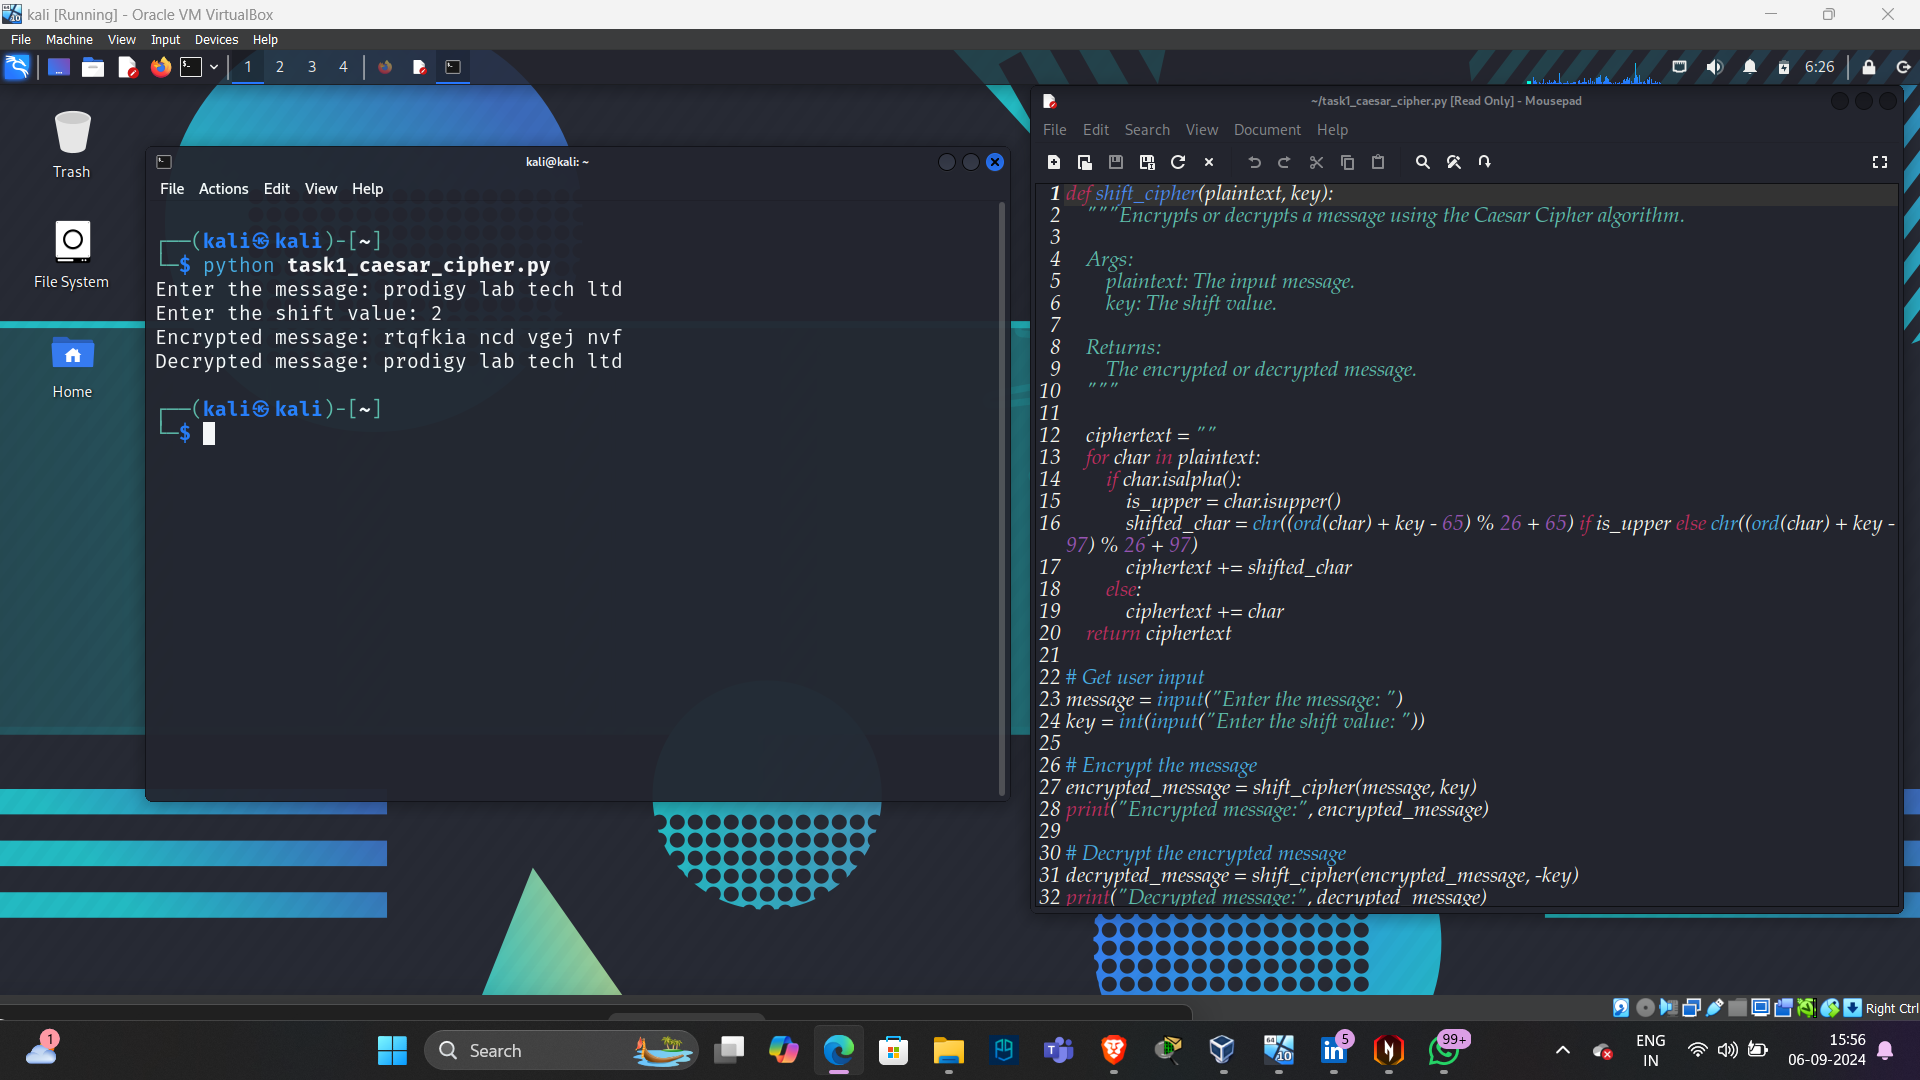 kali [Running] - Oracle VM VirtualBox
File Machine View Input Devices Help
1 2 3 4
6:26
Trash
File System
Home
kali@kali: ~
File Actions Edit View Help
┌──(kali㉿kali)-[~]
└─$ python task1_caesar_cipher.py
Enter the message: prodigy lab tech ltd
Enter the shift value: 2
Encrypted message: rtqfkia ncd vgej nvf
Decrypted message: prodigy lab tech ltd
┌──(kali㉿kali)-[~]
└─$
~/task1_caesar_cipher.py [Read Only] - Mousepad
File Edit Search View Document Help
1 def shift_cipher(plaintext, key):
2 """Encrypts or decrypts a message using the Caesar Cipher algorithm.
3
4 Args:
5 plaintext: The input message.
6 key: The shift value.
7
8 Returns:
9 The encrypted or decrypted message.
10 """
11
12 ciphertext = ""
13 for char in plaintext:
14 if char.isalpha():
15 is_upper = char.isupper()
16 shifted_char = chr((ord(char) + key - 65) % 26 + 65) if is_upper else chr((ord(char) + key -
97) % 26 + 97)
17 ciphertext += shifted_char
18 else:
19 ciphertext += char
20 return ciphertext
21
22 # Get user input
23 message = input("Enter the message: ")
24 key = int(input("Enter the shift value: "))
25
26 # Encrypt the message
27 encrypted_message = shift_cipher(message, key)
28 print("Encrypted message:", encrypted_message)
29
30 # Decrypt the encrypted message
31 decrypted_message = shift_cipher(encrypted_message, -key)
32 print("Decrypted message:", decrypted_message)
Right Ctrl
1
Search
64
10
5
99+
ENG
IN
15:56
06-09-2024